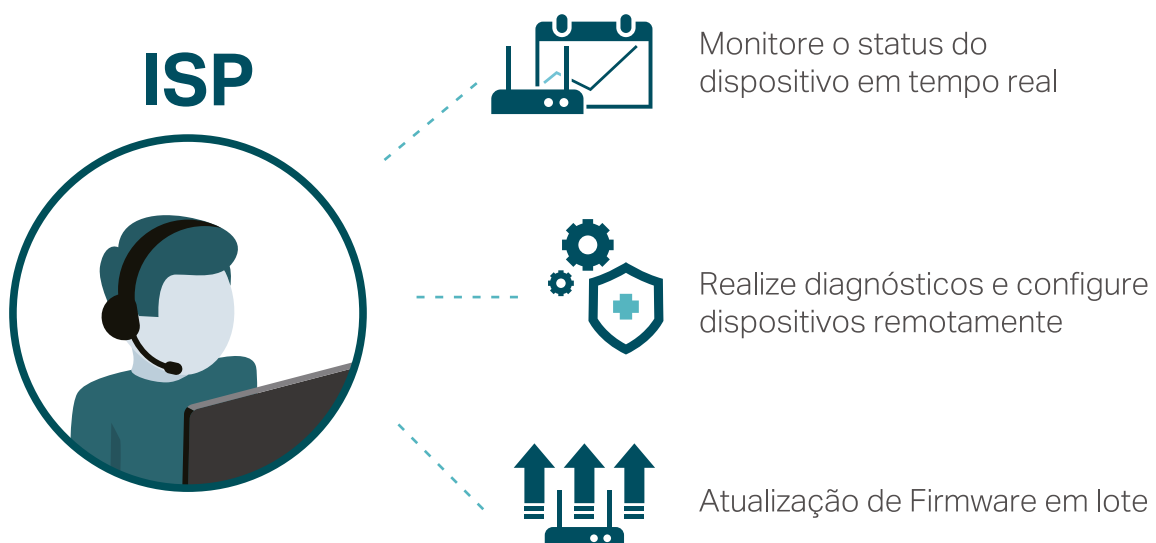 ISP
Monitore o status do
dispositivo em tempo real
Realize diagnósticos e configure
dispositivos remotamente
Atualização de Firmware em lote